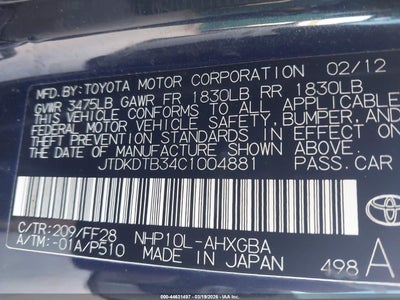 MFD.BY:TOYOTA MOTOR CORPORATION 02/12
GVWR 3475LB GAWR FR 1830LB RR 1830LB
THIS VEHICLE CONFORMS TO ALL APPLICABLE
FEDERAL MOTOR VEHICLE SAFETY, BUMPER, AND
THEFT PREVENTION STANDARDS IN EFFECT ON
THE DATE OF MANUFACTURE SHOWN ABOVE.
JTDKDTB34C1004881 PASS.CAR
C/TR:209/FF28 NHP10L-AHXGBA
A/TM:-01A/P510 MADE IN JAPAN
498 A
TOYOTA
000-44631497 - 03/19/2026 - IAAI